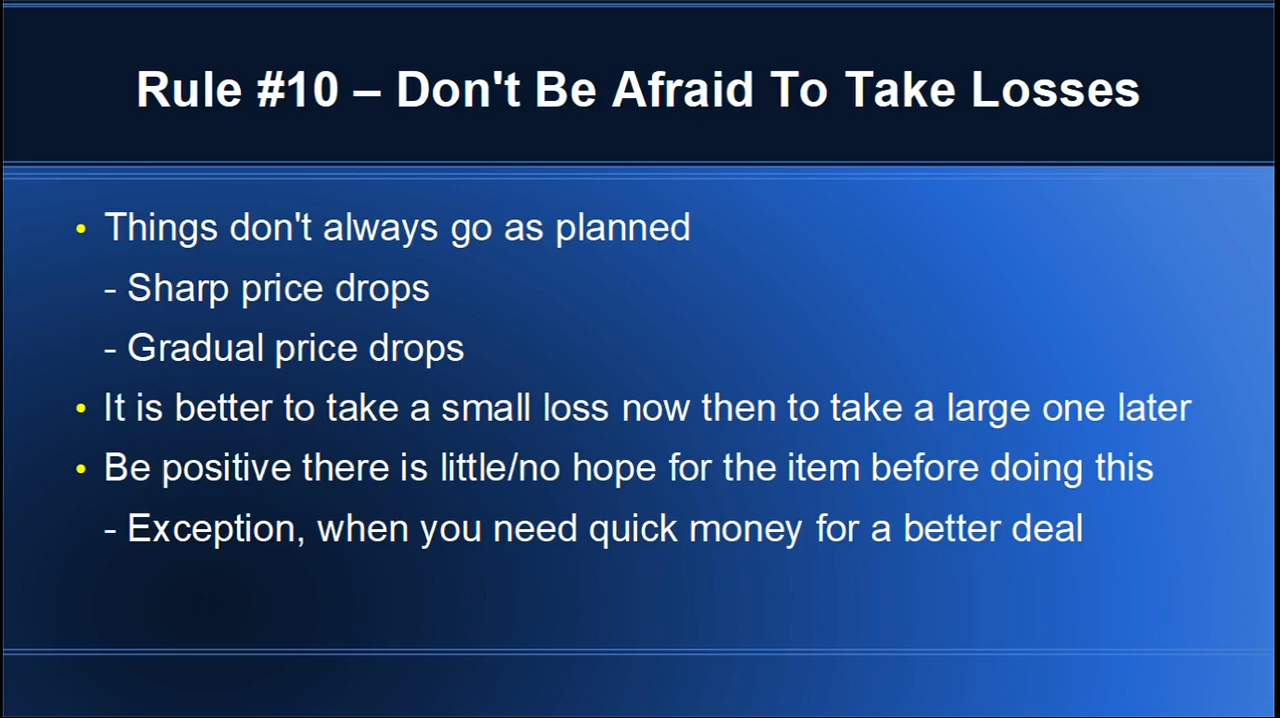 Rule #10 – Don't Be Afraid To Take Losses
• Things don't always go as planned
- Sharp price drops
- Gradual price drops
• It is better to take a small loss now then to take a large one later
• Be positive there is little/no hope for the item before doing this
- Exception, when you need quick money for a better deal